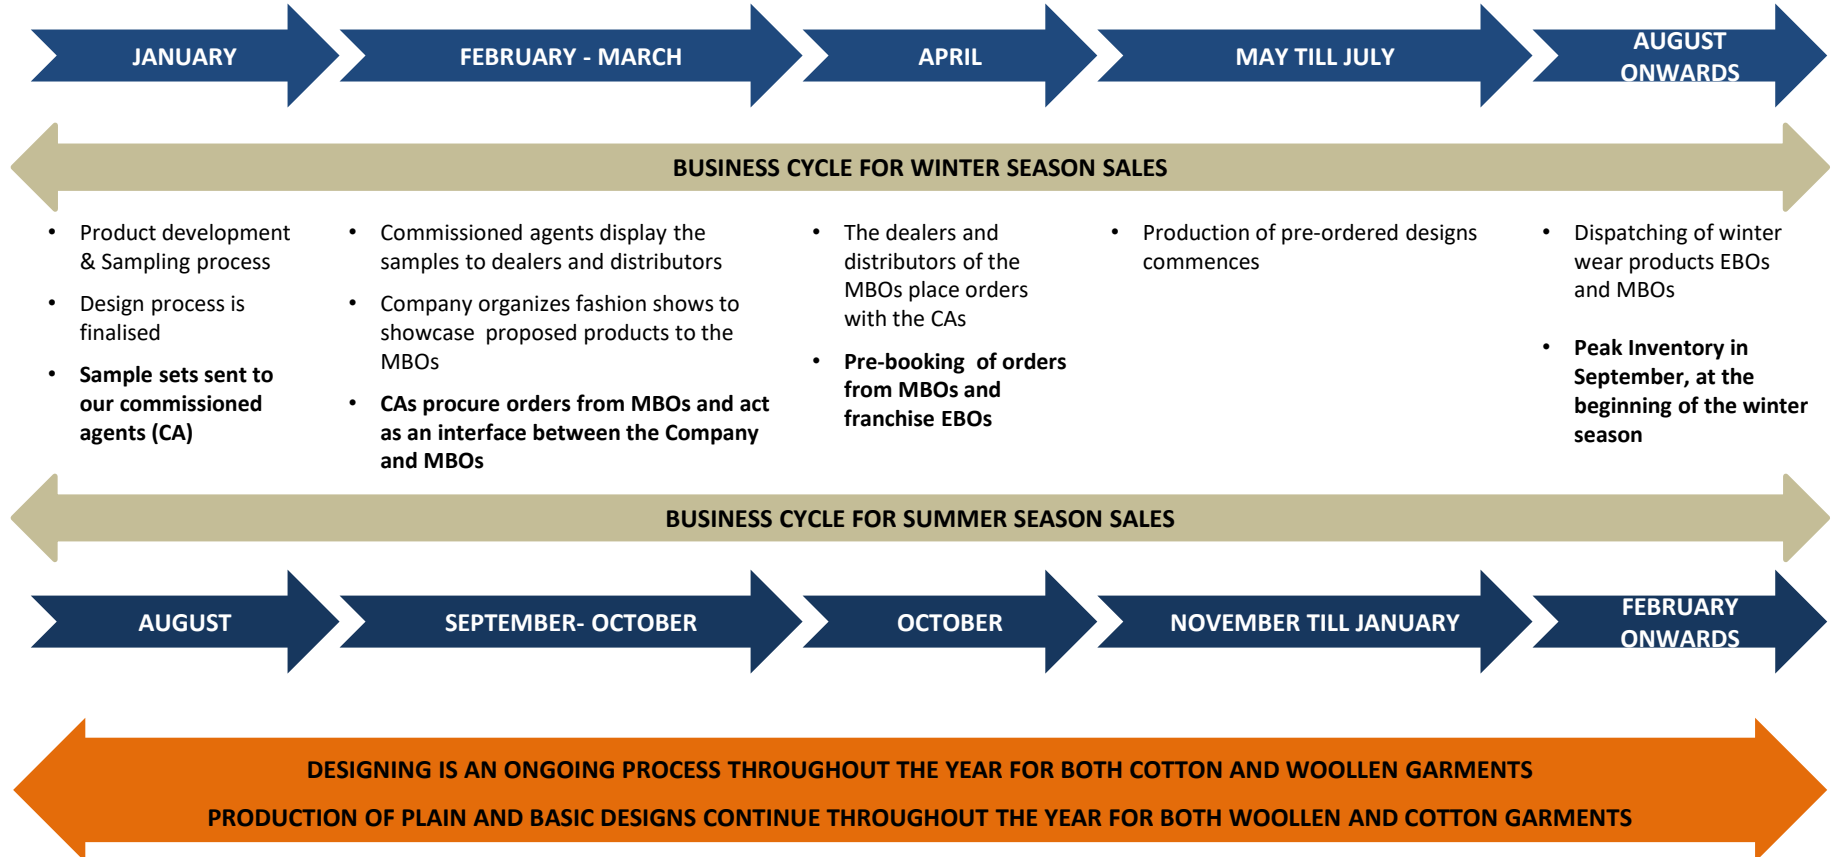 JANUARY
FEBRUARY - MARCH
APRIL
MAY TILL JULY
AUGUST
ONWARDS
BUSINESS CYCLE FOR WINTER SEASON SALES
• Product development
& Sampling process
• Design process is
finalised
• Sample sets sent to
our commissioned
agents (CA)
• Commissioned agents display the
samples to dealers and distributors
• Company organizes fashion shows to
showcase proposed products to the
MBOs
• CAs procure orders from MBOs and act
as an interface between the Company
and MBOs
• The dealers and
distributors of the
MBOs place orders
with the CAs
• Pre-booking of orders
from MBOs and
franchise EBOs
• Production of pre-ordered designs
commences
• Dispatching of winter
wear products EBOs
and MBOs
• Peak Inventory in
September, at the
beginning of the winter
season
BUSINESS CYCLE FOR SUMMER SEASON SALES
AUGUST
SEPTEMBER- OCTOBER
OCTOBER
NOVEMBER TILL JANUARY
FEBRUARY
ONWARDS
DESIGNING IS AN ONGOING PROCESS THROUGHOUT THE YEAR FOR BOTH COTTON AND WOOLLEN GARMENTS
PRODUCTION OF PLAIN AND BASIC DESIGNS CONTINUE THROUGHOUT THE YEAR FOR BOTH WOOLLEN AND COTTON GARMENTS